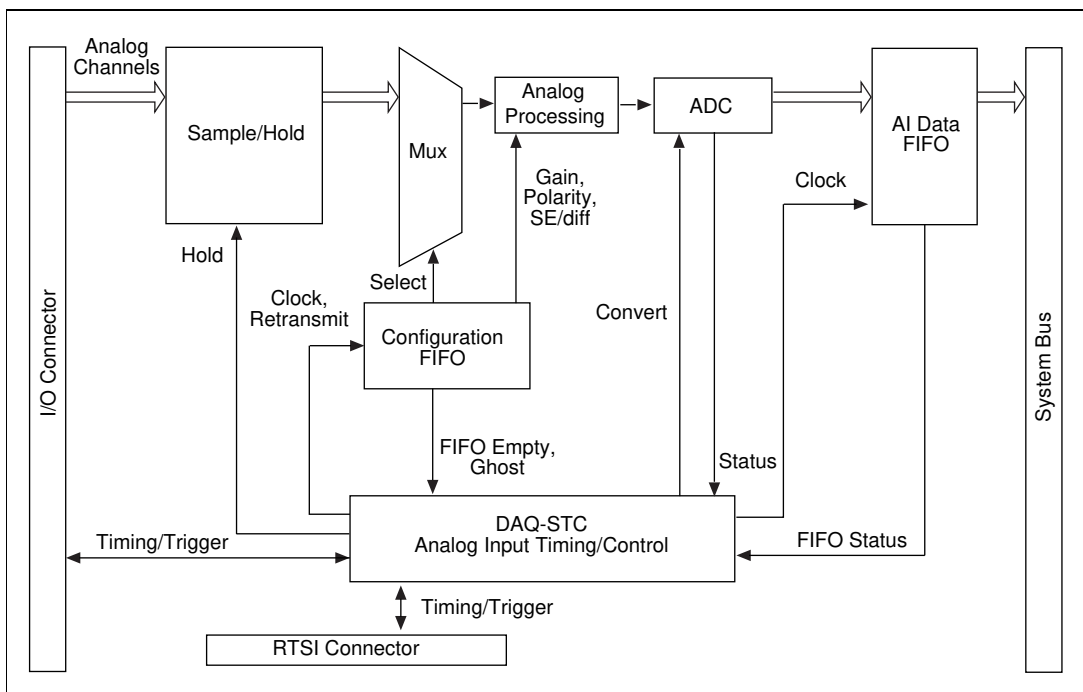 Analog
Channels
Sample/Hold
Mux
Analog
Processing
ADC
AI Data
FIFO
Gain,
Polarity,
SE/diff
Clock
Hold
Select
Clock,
Retransmit
Configuration
FIFO
Convert
I/O Connector
System Bus
FIFO Empty,
Ghost
Status
DAQ-STC
Analog Input Timing/Control
Timing/Trigger
FIFO Status
Timing/Trigger
RTSI Connector